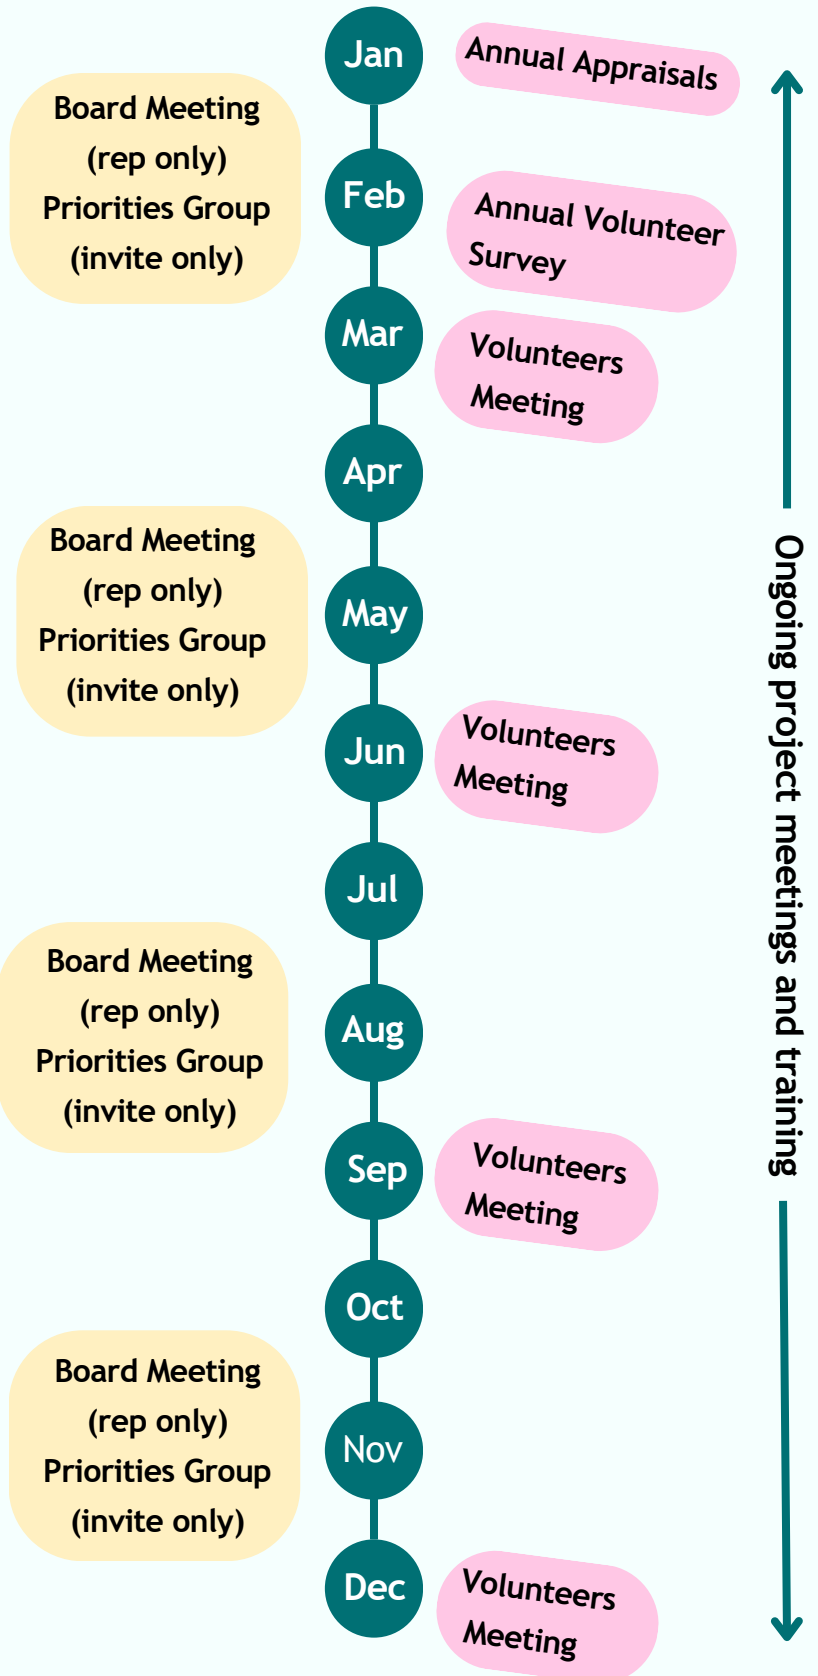 Jan
Annual Appraisals
Board Meeting
(rep only)
Priorities Group
(invite only)
Feb
Annual Volunteer
Survey
Mar
Volunteers
Meeting
Apr
Board Meeting
(rep only)
Priorities Group
(invite only)
May
Jun
Volunteers
Meeting
Jul
Board Meeting
(rep only)
Priorities Group
(invite only)
Aug
Sep
Volunteers
Meeting
Oct
Board Meeting
(rep only)
Priorities Group
(invite only)
Nov
Dec
Volunteers
Meeting
Ongoing project meetings and training